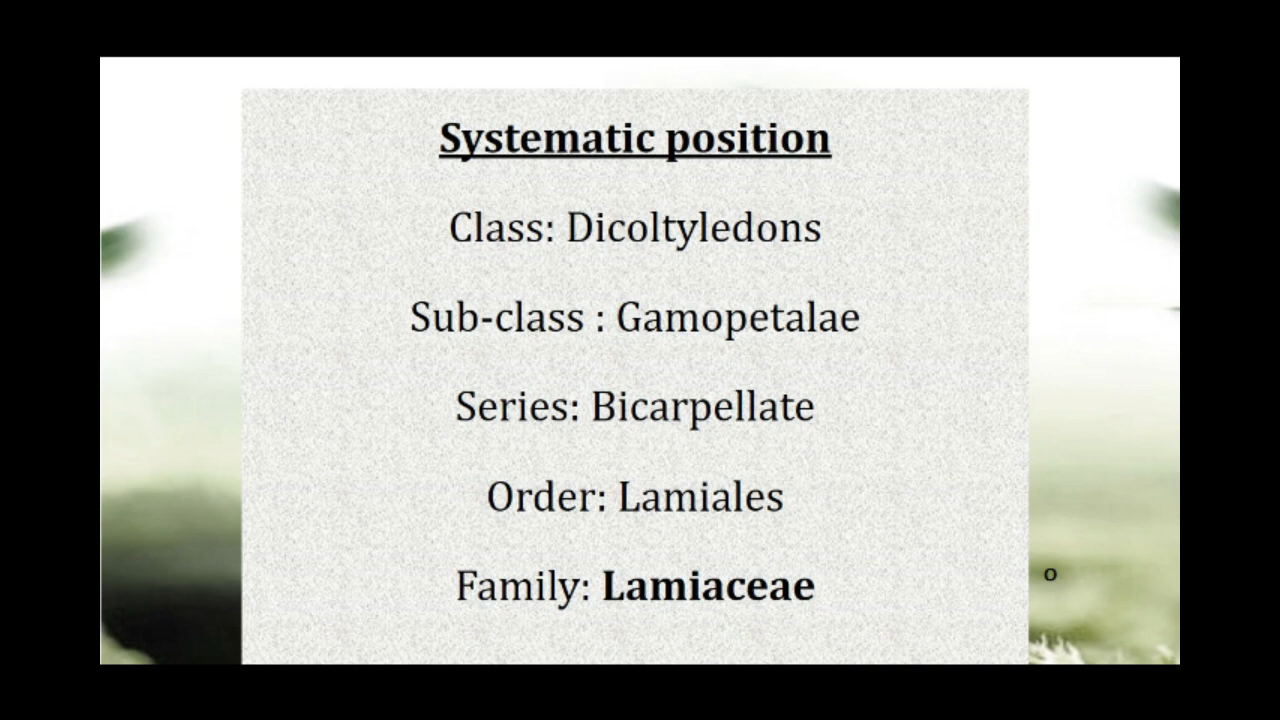 Systematic position
Class: Dicoltyledons
Sub-class : Gamopetalae
Series: Bicarpellate
Order: Lamiales
Family: Lamiaceae
o